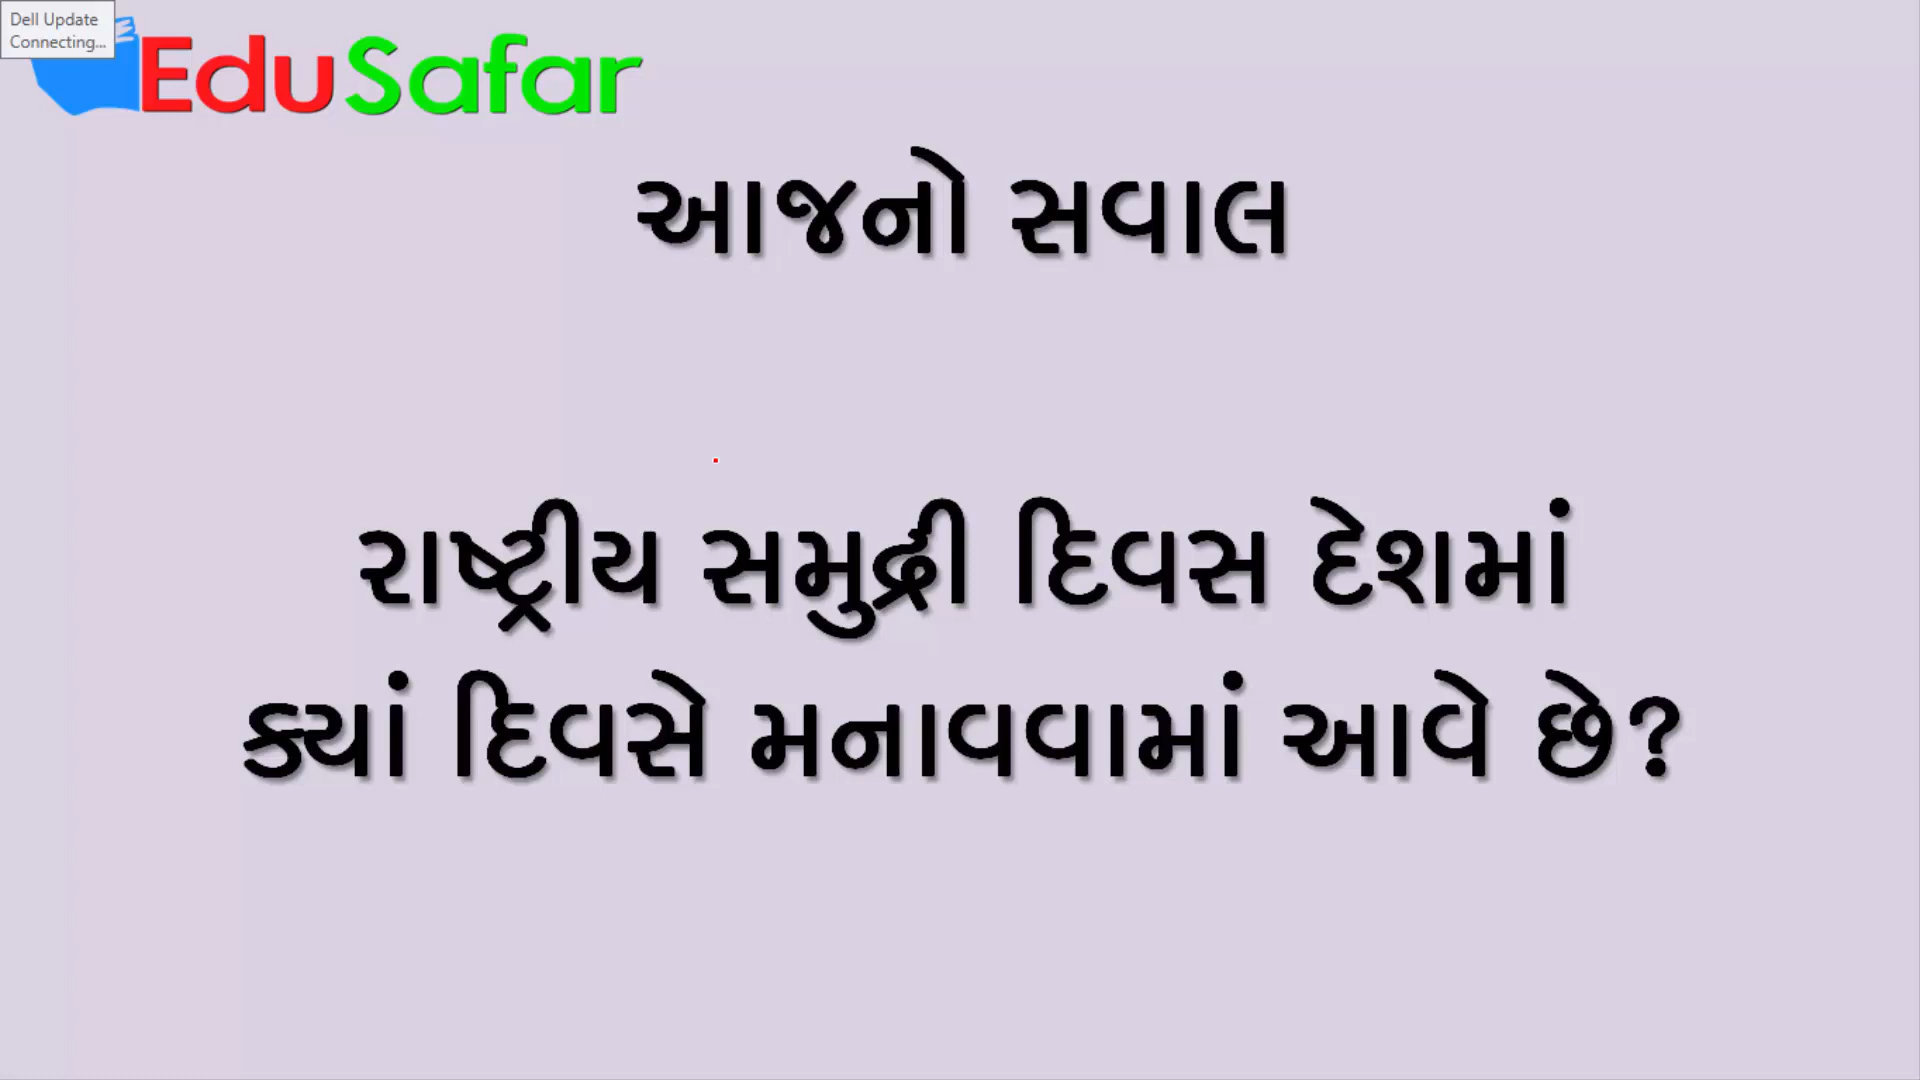 Dell Update
Connecting...
EduSafar
આજનો સવાલ
રાષ્ટ્રીય સમુદ્રી દિવસ દેશમાં
ક્યાં દિવસે મનાવવામાં આવે છે?